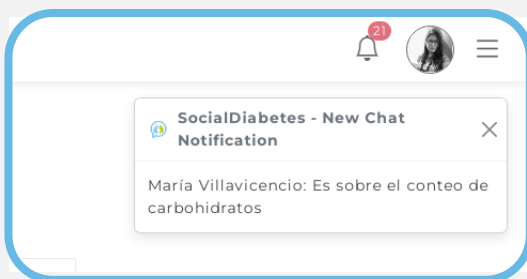 21
SocialDiabetes - New Chat
Notification
María Villavicencio: Es sobre el conteo de
carbohidratos